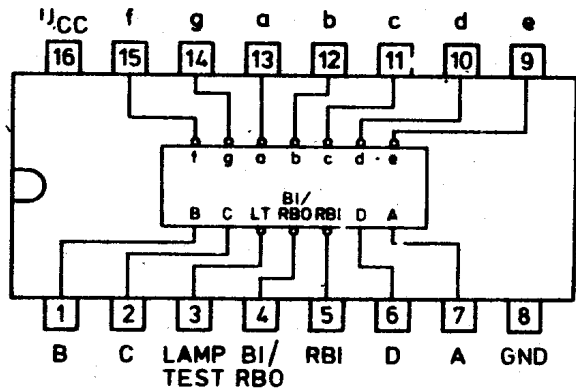 UCC f g a b c d e
16 15 14 13 12 11 10 9
f g a b c d e
BI/
B C LT RBO RBI D A
1 2 3 4 5 6 7 8
B C LAMP BI/ RBI D A GND
TEST RBO